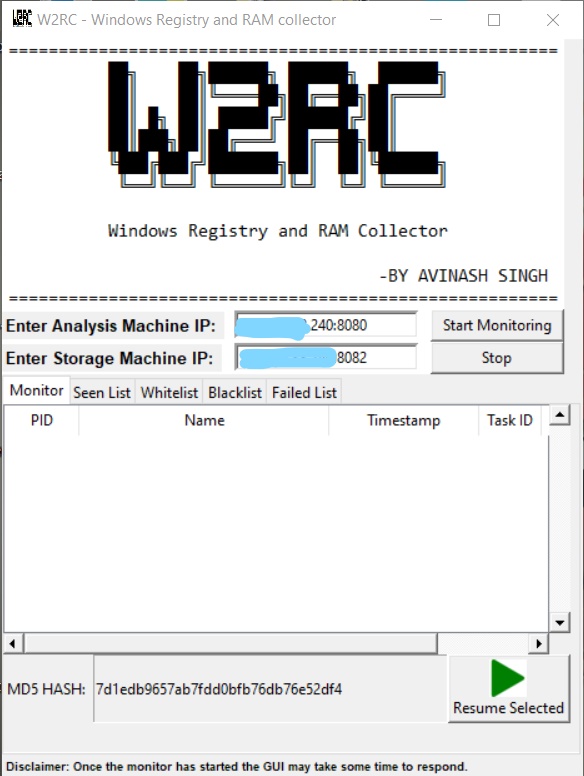 W2RC - Windows Registry and RAM collector
W2RC
Windows Registry and RAM Collector
-BY AVINASH SINGH
Enter Analysis Machine IP: .240:8080 Start Monitoring
Enter Storage Machine IP: 8082 Stop
Monitor Seen List Whitelist Blacklist Failed List
PID Name Timestamp Task ID
MD5 HASH: 7d1edb9657ab7fdd0bfb76db76e52df4
Resume Selected
Disclaimer: Once the monitor has started the GUI may take some time to respond.